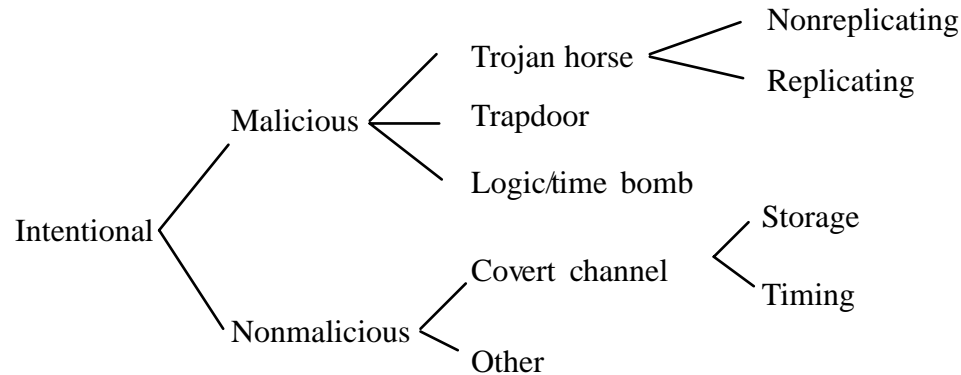 Nonreplicating
Trojan horse
Replicating
Malicious
Trapdoor
Logic/time bomb
Intentional
Storage
Covert channel
Timing
Nonmalicious
Other